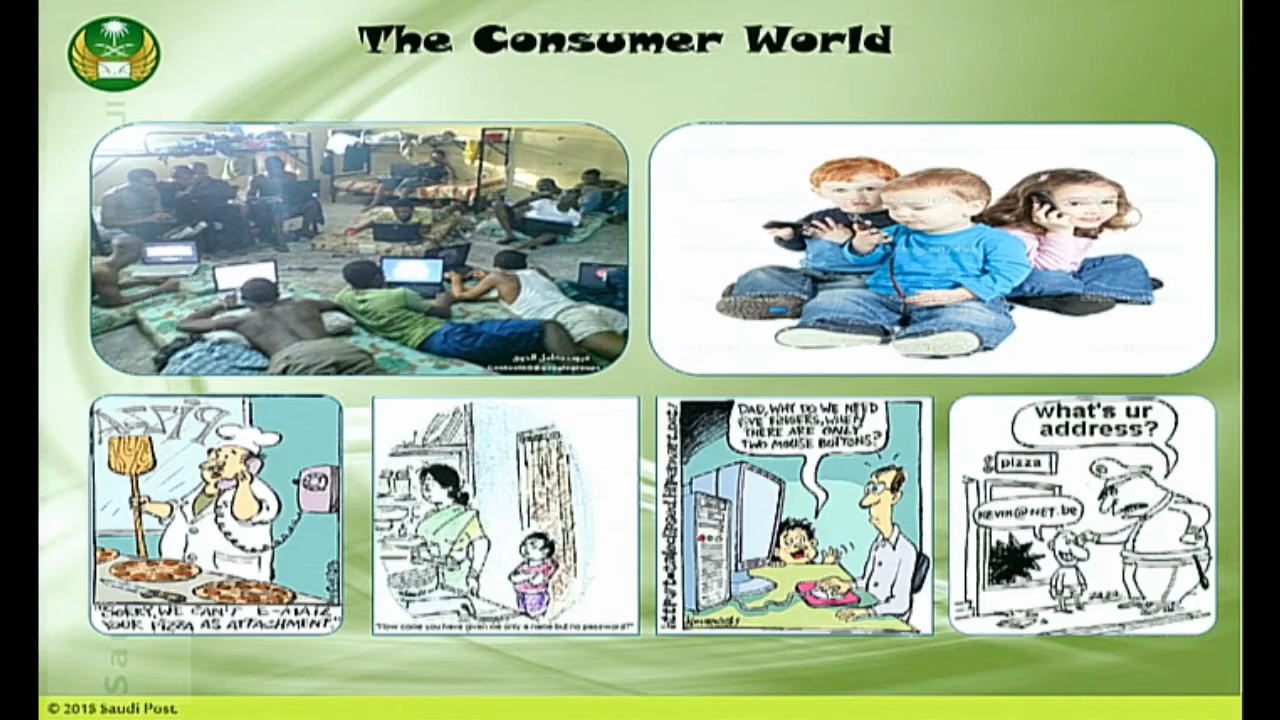 The Consumer World
PIZZA
"SORRY, WE CAN'T E-MAIL
YOUR PIZZA AS ATTACHMENT."
"How come you have given me only a name but no password?"
DAD, WHY DO WE NEED
FIVE FINGERS, WHEN
THERE ARE ONLY
TWO MOUSE BUTTONS?
what's ur
address?
pizza
KEVIN@NET.be
© 2015 Saudi Post.